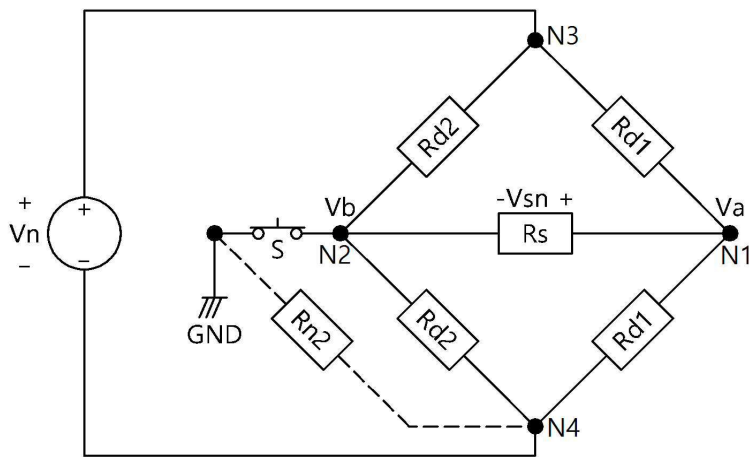 N3
Rd2
Rd1
+
-Vsn +
+
Vb
Va
Vn
Rs
S
N2
N1
–
–
GND
Rn2
Rd2
Rd1
N4